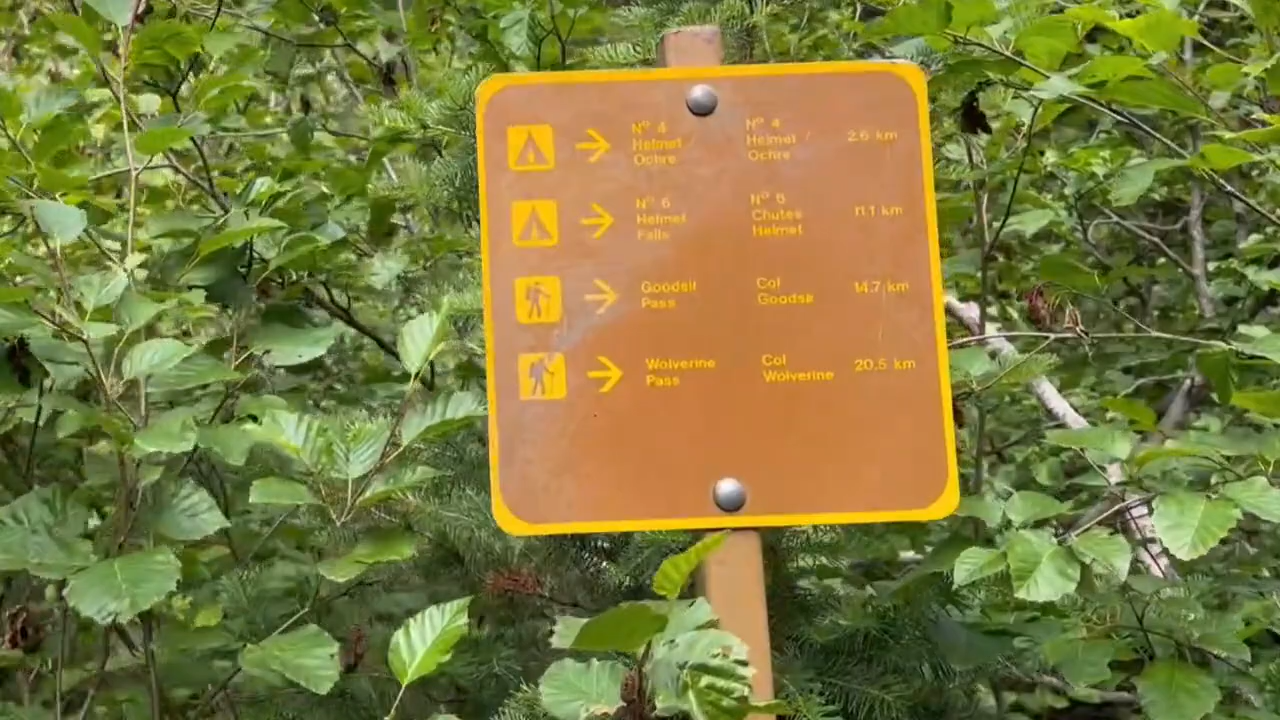 Nº 4 Nº 4 2.6 km
Helmet / Helmet /
Ochre Ochre
Nº 6 Nº 6 11.1 km
Helmet Chutes
Falls Helmet
Goodsir Col 14.7 km
Pass Goodsir
Wolverine Col 20.5 km
Pass Wolverine